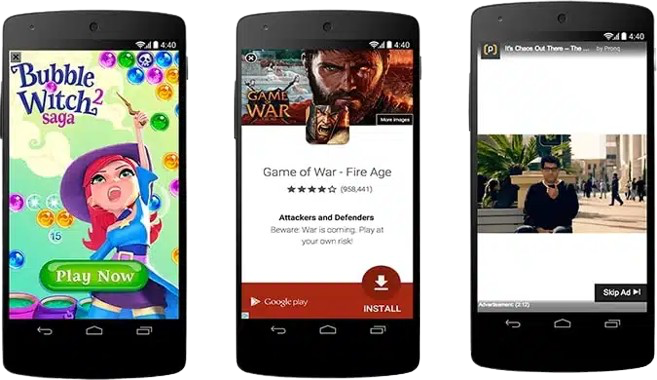 4:40
Bubble
Witch 2
saga
15
Play Now
4:40
GAME
OF
WAR
More images
Game of War - Fire Age
(958,441)
Attackers and Defenders
Beware: War is coming. Play at
your own risk!
Google play
INSTALL
4:40
It's Chaos Out There – The ...
by Prong
Skip Ad
Advertisement: (2:12)